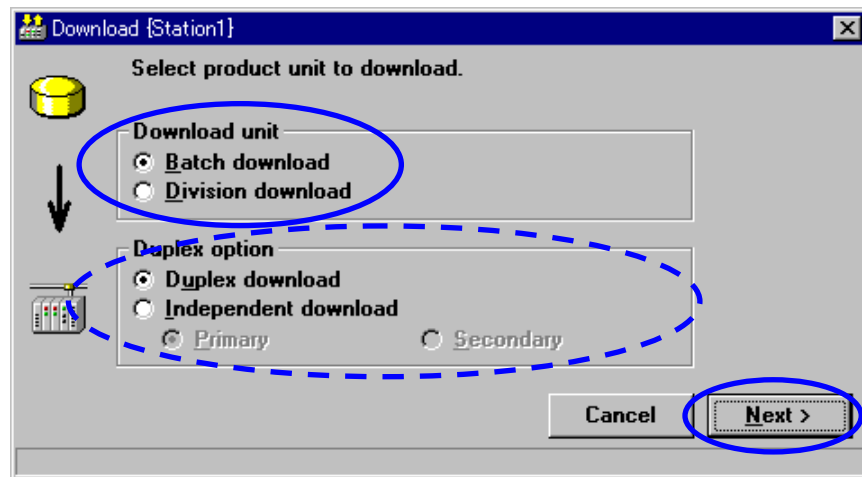 Download {Station1}
Select product unit to download.
Download unit
Batch download
Division download
Duplex option
Duplex download
Independent download
Primary Secondary
Cancel Next >